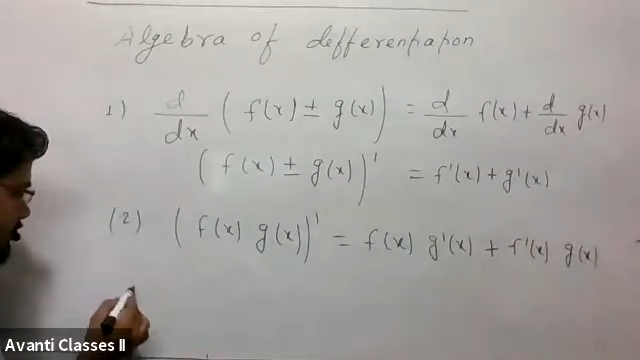 Algebra of defferentiation
1) d/dx ( f(x) ± g(x) ) = d/dx f(x) + d/dx g(x)
( f(x) ± g(x) )' = f'(x) + g'(x)
(2) ( f(x) g(x) )' = f(x) g'(x) + f'(x) g(x)
Avanti Classes II